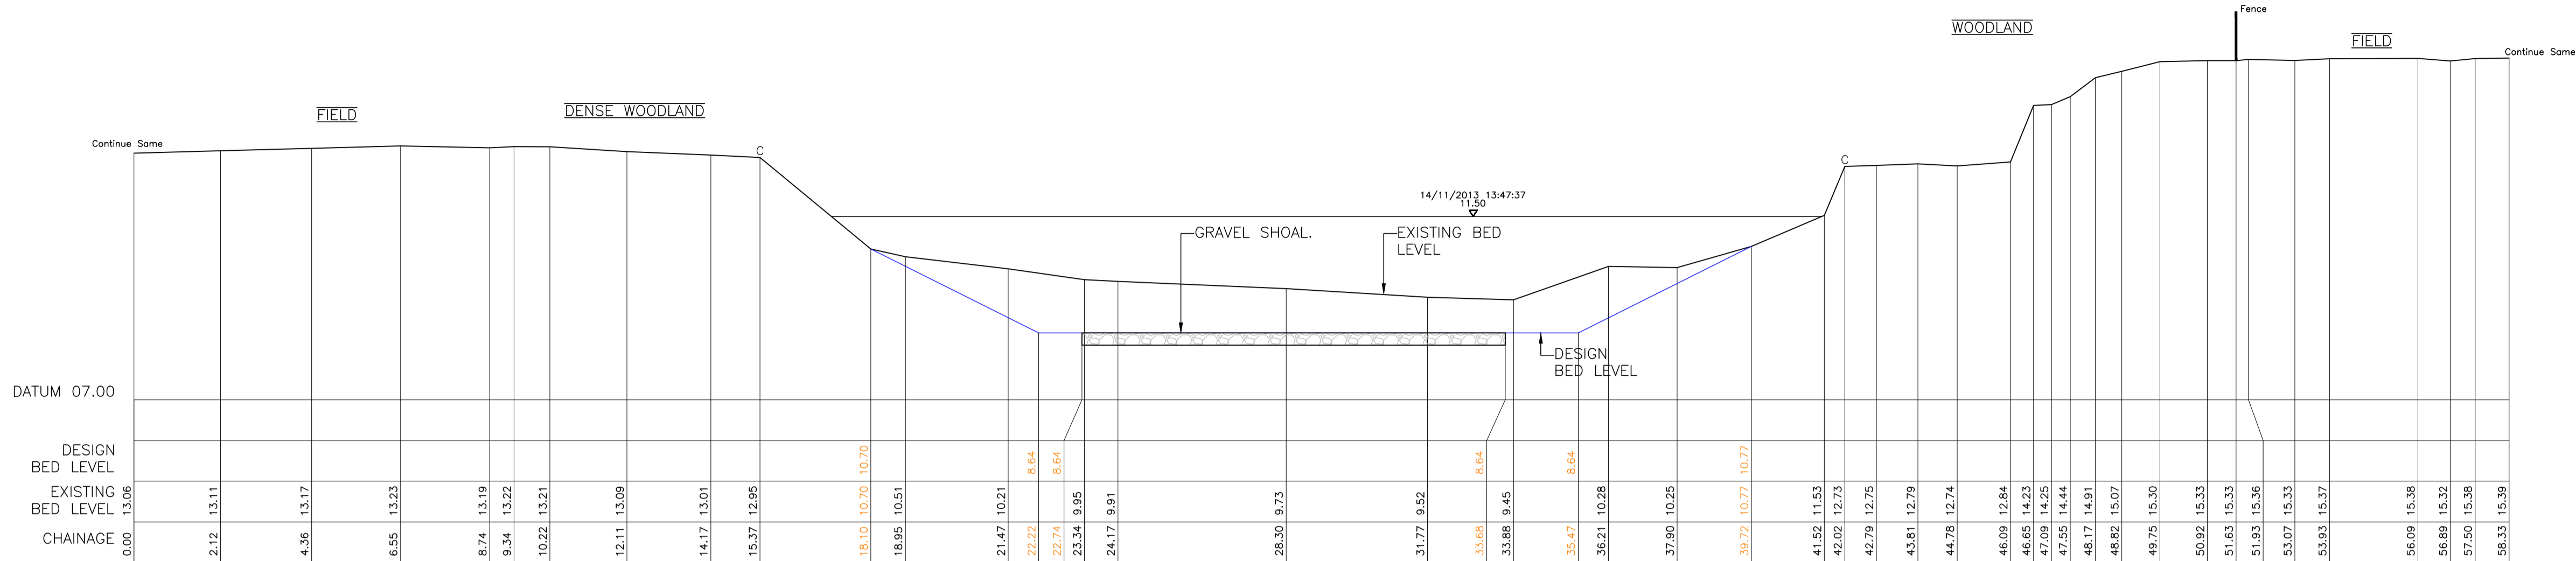 Fence
WOODLAND
FIELD
Continue Same
FIELD
DENSE WOODLAND
Continue Same
C
C
14/11/2013 13:47:37
11.50
GRAVEL SHOAL.
EXISTING BED
LEVEL
DESIGN
BED LEVEL
DATUM 07.00
DESIGN
BED LEVEL
10.70 8.64 8.64 8.64 8.64 10.77
EXISTING
BED LEVEL
13.06 13.11 13.17 13.23 13.19 13.22 13.21 13.09 13.01 12.95 10.70 10.51 10.21 9.95 9.91 9.73 9.52 9.45 10.28 10.25 10.77 11.53 12.73 12.75 12.79 12.74 12.84 14.23 14.25 14.44 14.91 15.07 15.30 15.33 15.33 15.36 15.33 15.37 15.38 15.32 15.38 15.39
CHAINAGE
0.00 2.12 4.36 6.55 8.74 9.34 10.22 12.11 14.17 15.37 18.10 18.95 21.47 22.22 22.74 23.34 24.17 28.30 31.77 33.68 33.88 35.47 36.21 37.90 39.72 41.52 42.02 42.79 43.81 44.78 46.09 46.65 47.09 47.55 48.17 48.82 49.75 50.92 51.63 51.93 53.07 53.93 56.09 56.89 57.50 58.33